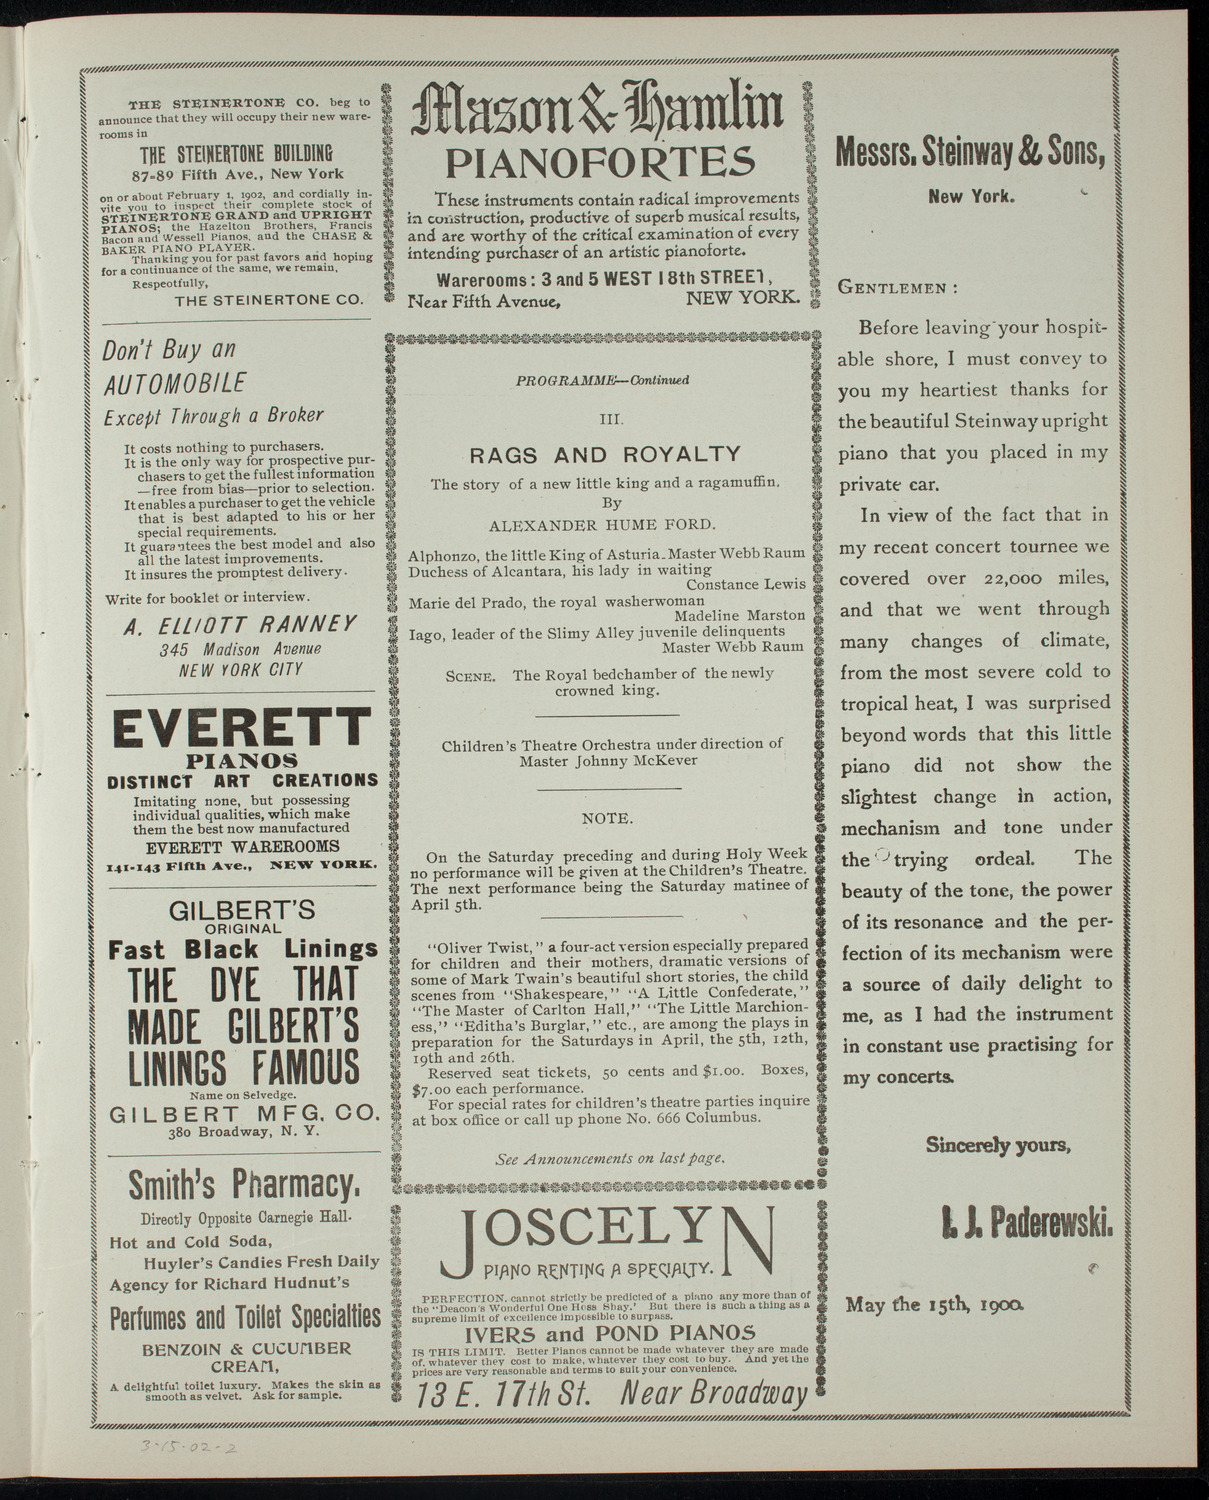 THE STEINERTONE CO. beg to
announce that they will occupy their new ware-
rooms in
THE STEINERTONE BUILDING
87-89 Fifth Ave., New York
on or about February 1, 1902, and cordially in-
vite you to inspect their complete stock of
STEINERTONE GRAND and UPRIGHT
PIANOS; the Hazelton Brothers, Francis
Bacon and Wessell Pianos, and the CHASE &
BAKER PIANO PLAYER.
Thanking you for past favors and hoping
for a continuance of the same, we remain,
Respectfully,
THE STEINERTONE CO.
Don't Buy an
AUTOMOBILE
Except Through a Broker
It costs nothing to purchasers.
It is the only way for prospective pur-
chasers to get the fullest information
—free from bias—prior to selection.
It enables a purchaser to get the vehicle
that is best adapted to his or her
special requirements.
It guarantees the best model and also
all the latest improvements.
It insures the promptest delivery.
Write for booklet or interview.
A. ELLIOTT RANNEY
345 Madison Avenue
NEW YORK CITY
EVERETT
PIANOS
DISTINCT ART CREATIONS
Imitating none, but possessing
individual qualities, which make
them the best now manufactured
EVERETT WAREROOMS
141-143 Fifth Ave., NEW YORK.
GILBERT'S
ORIGINAL
Fast Black Linings
THE DYE THAT
MADE GILBERT'S
LININGS FAMOUS
Name on Selvedge.
GILBERT MFG. CO.
380 Broadway, N. Y.
Smith's Pharmacy.
Directly Opposite Carnegie Hall.
Hot and Cold Soda,
Huyler's Candies Fresh Daily
Agency for Richard Hudnut's
Perfumes and Toilet Specialties
BENZOIN & CUCUMBER
CREAM,
A delightful toilet luxury. Makes the skin as
smooth as velvet. Ask for sample.
Mason & Hamlin
PIANOFORTES
These instruments contain radical improvements
in construction, productive of superb musical results,
and are worthy of the critical examination of every
intending purchaser of an artistic pianoforte.
Warerooms: 3 and 5 WEST 18th STREET,
Near Fifth Avenue, NEW YORK.
PROGRAMME—Continued
III.
RAGS AND ROYALTY
The story of a new little king and a ragamuffin.
By
ALEXANDER HUME FORD.
Alphonzo, the little King of Asturia. Master Webb Raum
Duchess of Alcantara, his lady in waiting
Constance Lewis
Marie del Prado, the royal washerwoman
Madeline Marston
Iago, leader of the Slimy Alley juvenile delinquents
Master Webb Raum
SCENE. The Royal bedchamber of the newly
crowned king.
Children's Theatre Orchestra under direction of
Master Johnny McKever
NOTE.
On the Saturday preceding and during Holy Week
no performance will be given at the Children's Theatre.
The next performance being the Saturday matinee of
April 5th.
"Oliver Twist," a four-act version especially prepared
for children and their mothers, dramatic versions of
some of Mark Twain's beautiful short stories, the child
scenes from "Shakespeare," "A Little Confederate,"
"The Master of Carlton Hall," "The Little Marchion-
ess," "Editha's Burglar," etc., are among the plays in
preparation for the Saturdays in April, the 5th, 12th,
19th and 26th.
Reserved seat tickets, 50 cents and $1.00. Boxes,
$7.00 each performance.
For special rates for children's theatre parties inquire
at box office or call up phone No. 666 Columbus.
See Announcements on last page.
JOSCELYN
PIANO RENTING A SPECIALTY.
PERFECTION. cannot strictly be predicted of a piano any more than of
the "Deacon's Wonderful One Hoss Shay.' But there is such a thing as a
supreme limit of excellence impossible to surpass.
IVERS and POND PIANOS
IS THIS LIMIT. Better Pianos cannot be made whatever they are made
of, whatever they cost to make, whatever they cost to buy. And yet the
prices are very reasonable and terms to suit your convenience.
13 E. 17th St. Near Broadway
Messrs. Steinway & Sons,
New York.
GENTLEMEN:
Before leaving your hospit-
able shore, I must convey to
you my heartiest thanks for
the beautiful Steinway upright
piano that you placed in my
private car.
In view of the fact that in
my recent concert tournee we
covered over 22,000 miles,
and that we went through
many changes of climate,
from the most severe cold to
tropical heat, I was surprised
beyond words that this little
piano did not show the
slightest change in action,
mechanism and tone under
the trying ordeal. The
beauty of the tone, the power
of its resonance and the per-
fection of its mechanism were
a source of daily delight to
me, as I had the instrument
in constant use practising for
my concerts.
Sincerely yours,
I. J. Paderewski.
May the 15th, 1900.
3-15-02-2